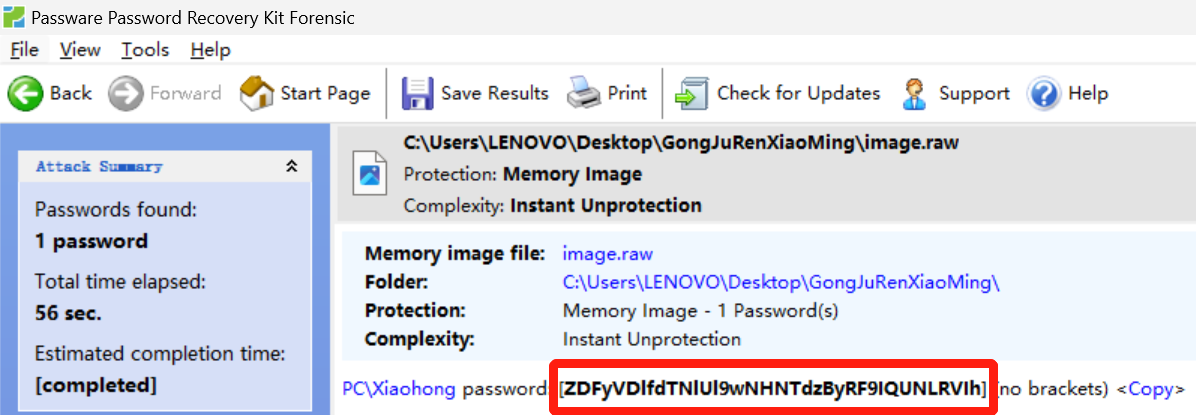 Passware Password Recovery Kit Forensic
File View Tools Help
Back Forward Start Page Save Results Print Check for Updates Support Help
Attack Summary
Passwords found:
1 password
Total time elapsed:
56 sec.
Estimated completion time:
[completed]
C:\Users\LENOVO\Desktop\GongJuRenXiaoMing\image.raw
Protection: Memory Image
Complexity: Instant Unprotection
Memory image file: image.raw
Folder: C:\Users\LENOVO\Desktop\GongJuRenXiaoMing\
Protection: Memory Image - 1 Password(s)
Complexity: Instant Unprotection
PC\Xiaohong password: [ZDFyVDlfdTNlUl9wNHNTdzByRF9IQUNLRVIh] (no brackets) <Copy>